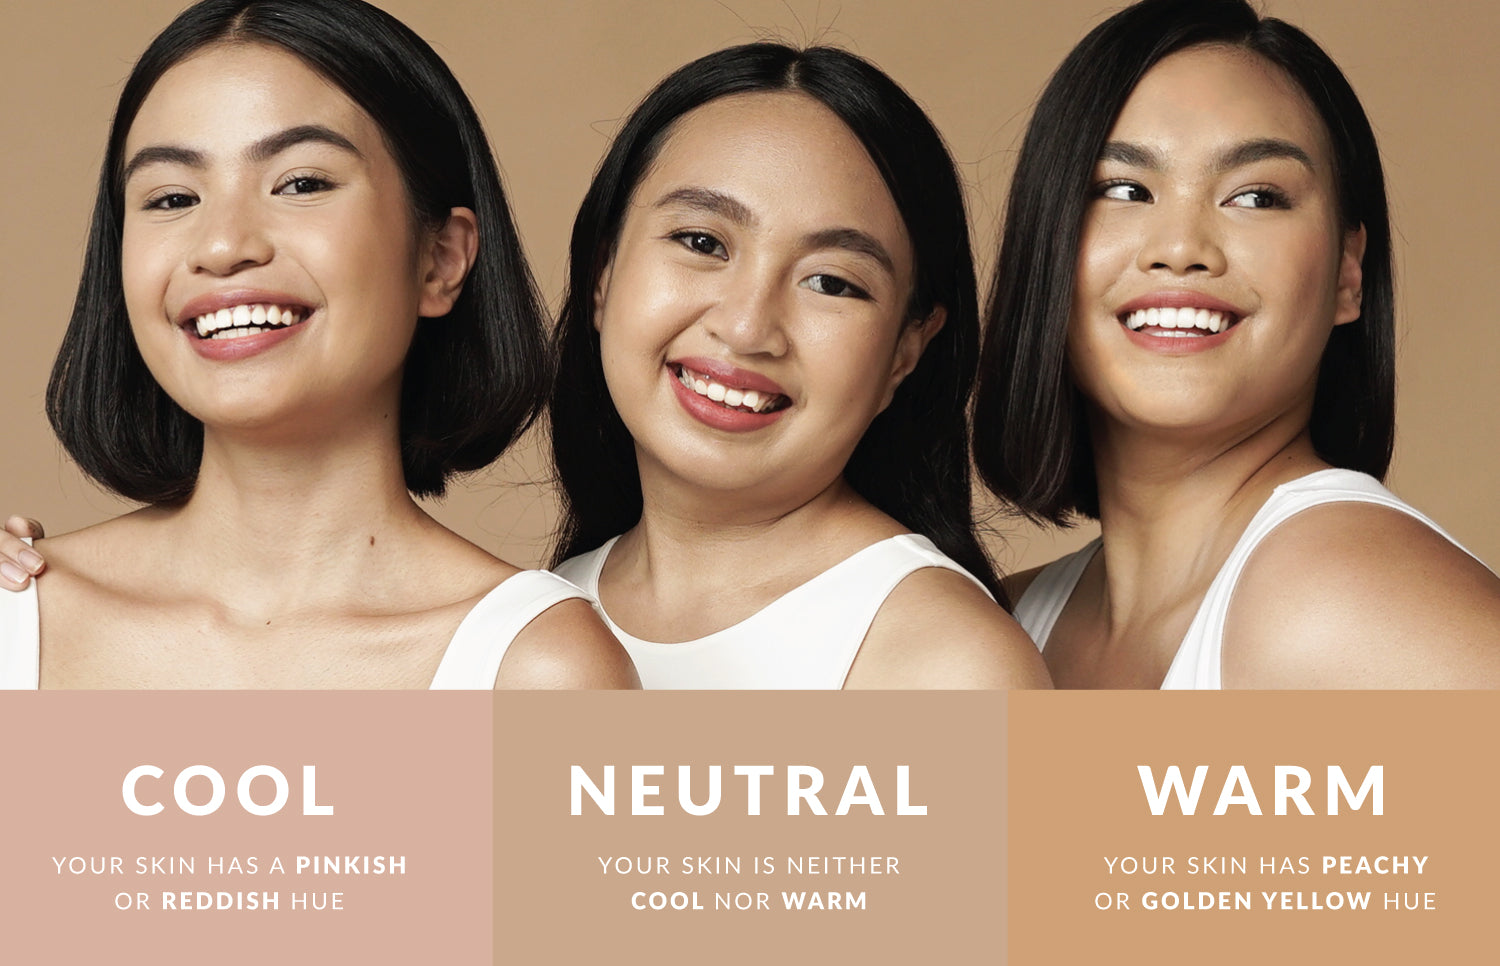 COOL
YOUR SKIN HAS A PINKISH
OR REDDISH HUE
NEUTRAL
YOUR SKIN IS NEITHER
COOL NOR WARM
WARM
YOUR SKIN HAS PEACHY
OR GOLDEN YELLOW HUE